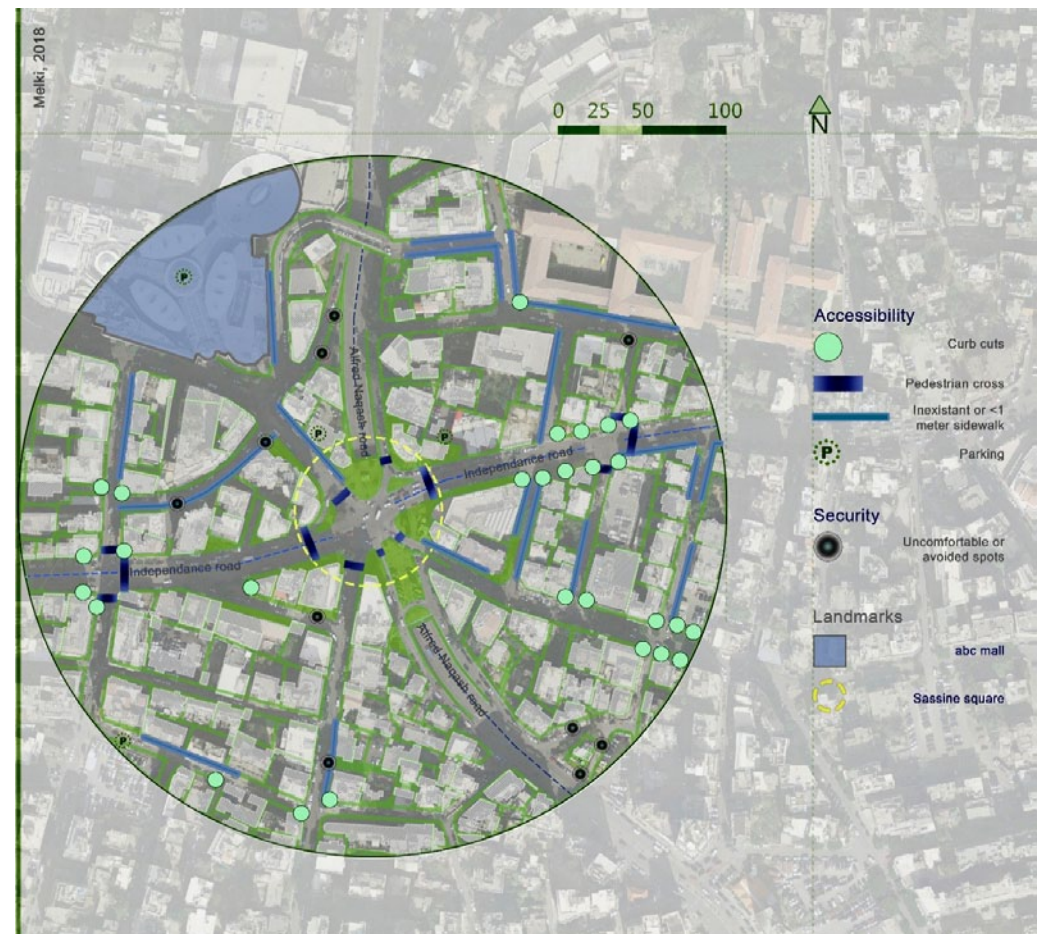 Melki, 2018
0 25 50 100
N
Alfred Naqash road
Independance road
Independance road
Alfred Naqash road
P
P
P
P
Accessibility
Curb cuts
Pedestrian cross
Inexistant or <1
meter sidewalk
P
Parking
Security
Uncomfortable or
avoided spots
Landmarks
abc mall
Sassine square